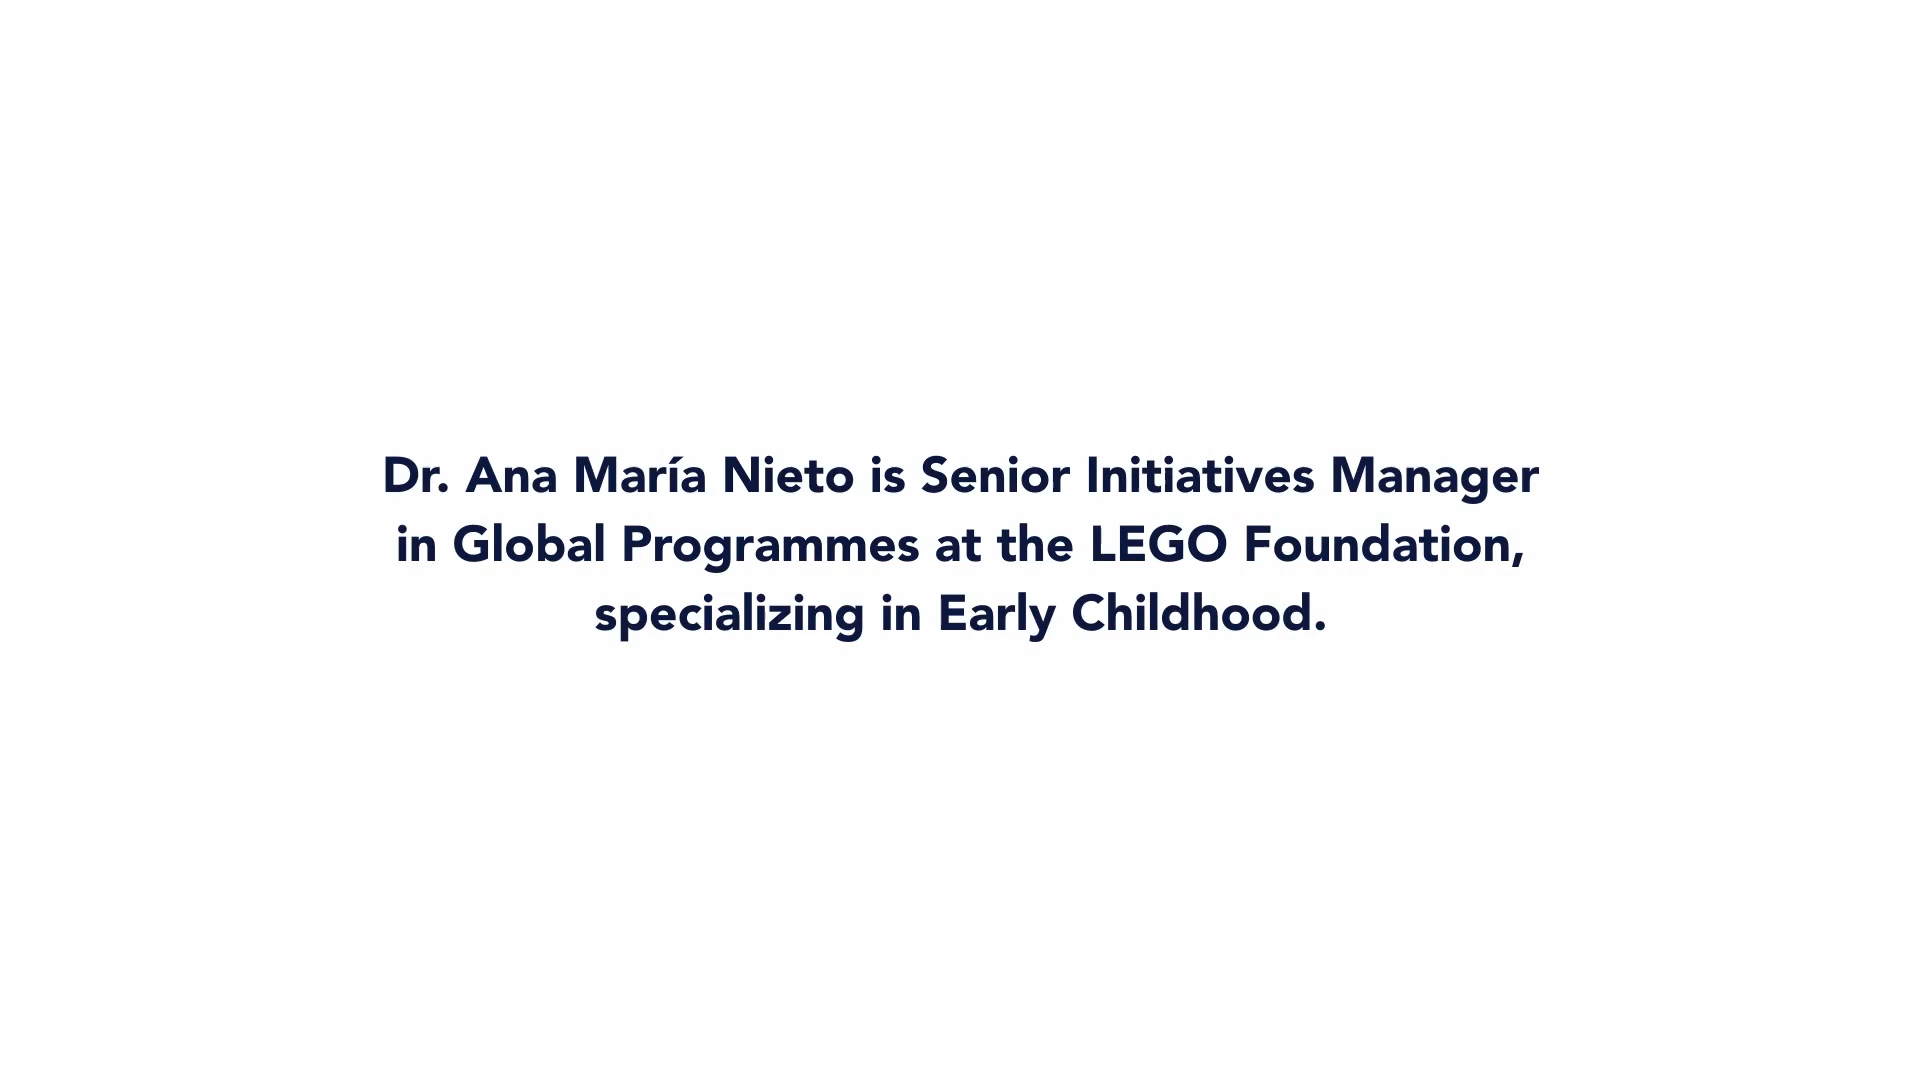 Dr. Ana María Nieto is Senior Initiatives Manager
in Global Programmes at the LEGO Foundation,
specializing in Early Childhood.